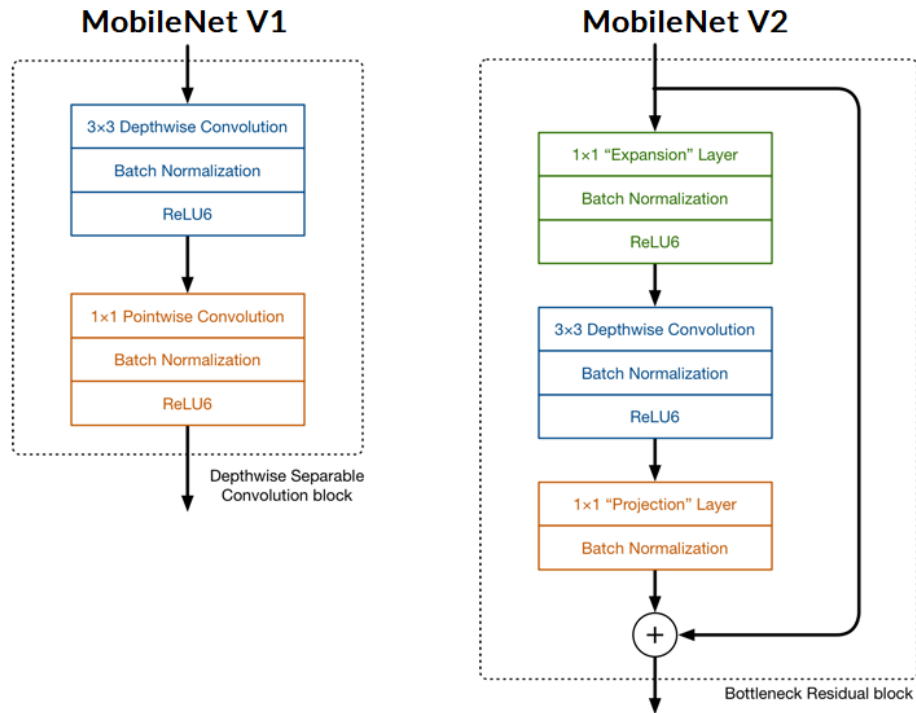 MobileNet V1
3×3 Depthwise Convolution
Batch Normalization
ReLU6
1×1 Pointwise Convolution
Batch Normalization
ReLU6
Depthwise Separable
Convolution block
MobileNet V2
1×1 “Expansion” Layer
Batch Normalization
ReLU6
3×3 Depthwise Convolution
Batch Normalization
ReLU6
1×1 “Projection” Layer
Batch Normalization
+
Bottleneck Residual block